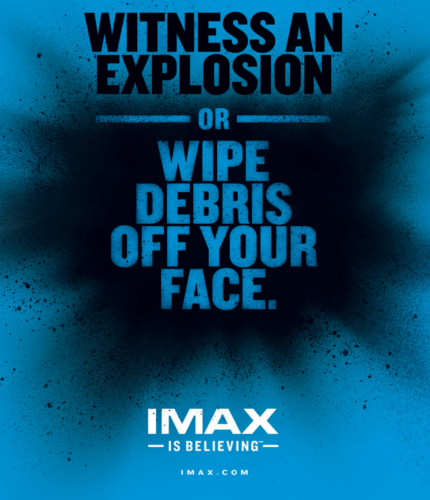 WITNESS AN
EXPLOSION
OR
WIPE
DEBRIS
OFF YOUR
FACE.
IMAX
IS BELIEVING™
IMAX.COM